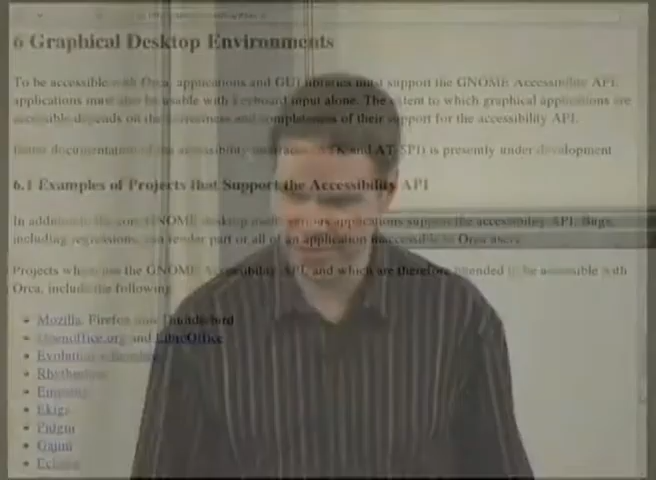 6 Graphical Desktop Environments
To be accessible with Orca, applications and GUI libraries must support the GNOME Accessibility API.
applications must also be usable with keyboard input alone. The extent to which graphical applications are
accessible depends on the correctness and completeness of their support for the accessibility API.
documentation of the accessibility and AT-SPI) is presently under development
6.1 Examples of Projects that Support the Accessibility API
In addition to the core GNOME desktop various applications support the accessibility API. Bugs,
including regressions, can render part or all of an application inaccessible to Orca users.
Projects which use the GNOME Accessibility API, and which are therefore intended to be accessible with
Orca, include the following
Mozilla Firefox and Thunderbird
Openoffice.org and LibreOffice
Evolution
Rhythmbox
Empathy
Ekiga
Pidgin
Gajim
Eclipse